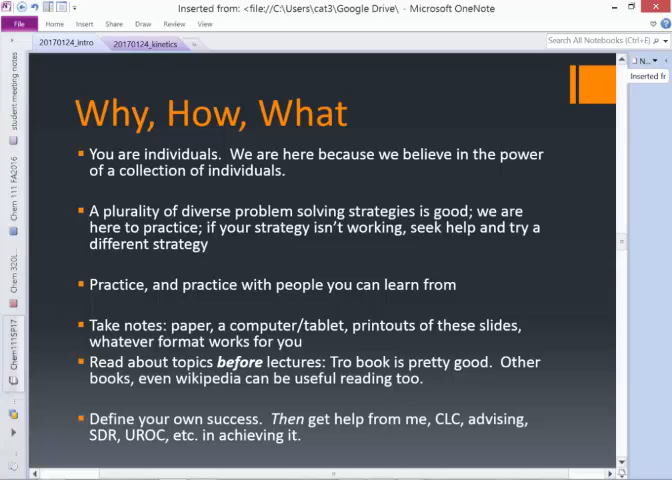 Inserted from: <file://C:\Users\cat3\Google Drive\ - Microsoft OneNote
File
Home
Insert
Share
Draw
Review
View
20170124_intro
20170124_kinetics
Search All Notebooks (Ctrl+E)
N...
Inserted fr
student meeting notes
Chem 111 FA2016
Chem 320L
Chem111SP17
Why, How, What
You are individuals. We are here because we believe in the power
of a collection of individuals.
A plurality of diverse problem solving strategies is good; we are
here to practice; if your strategy isn't working, seek help and try a
different strategy
Practice, and practice with people you can learn from
Take notes: paper, a computer/tablet, printouts of these slides,
whatever format works for you
Read about topics before lectures: Tro book is pretty good. Other
books, even wikipedia can be useful reading too.
Define your own success. Then get help from me, CLC, advising,
SDR, UROC, etc. in achieving it.